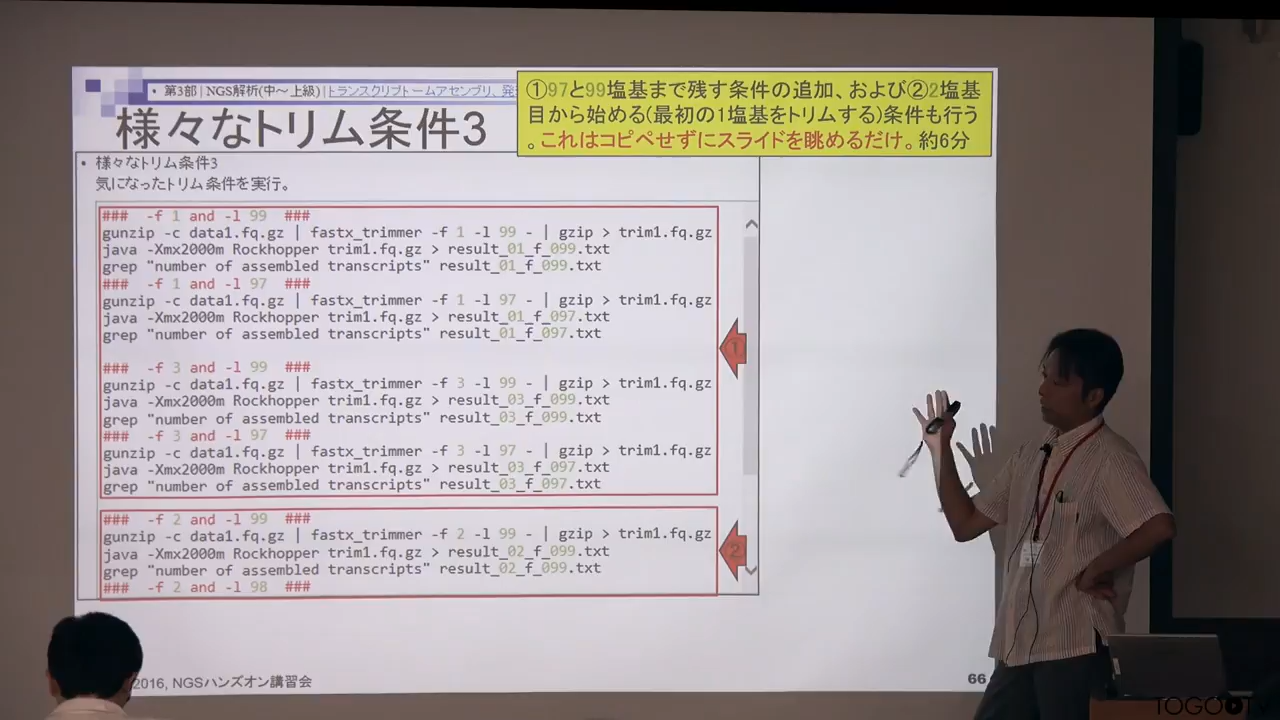 ・第3部 | NGS解析(中～上級) | トランスクリプトームアセンブリ、発
様々なトリム条件3
①97と99塩基まで残す条件の追加、および②2塩基
目から始める(最初の1塩基をトリムする)条件も行う
。これはコピペせずにスライドを眺めるだけ。約6分
・様々なトリム条件3
気になったトリム条件を実行。
### -f 1 and -l 99 ###
gunzip -c data1.fq.gz | fastx_trimmer -f 1 -l 99 - | gzip > trim1.fq.gz
java -Xmx2000m Rockhopper trim1.fq.gz > result_01_f_099.txt
grep "number of assembled transcripts" result_01_f_099.txt
### -f 1 and -l 97 ###
gunzip -c data1.fq.gz | fastx_trimmer -f 1 -l 97 - | gzip > trim1.fq.gz
java -Xmx2000m Rockhopper trim1.fq.gz > result_01_f_097.txt
grep "number of assembled transcripts" result_01_f_097.txt
①
### -f 3 and -l 99 ###
gunzip -c data1.fq.gz | fastx_trimmer -f 3 -l 99 - | gzip > trim1.fq.gz
java -Xmx2000m Rockhopper trim1.fq.gz > result_03_f_099.txt
grep "number of assembled transcripts" result_03_f_099.txt
### -f 3 and -l 97 ###
gunzip -c data1.fq.gz | fastx_trimmer -f 3 -l 97 - | gzip > trim1.fq.gz
java -Xmx2000m Rockhopper trim1.fq.gz > result_03_f_097.txt
grep "number of assembled transcripts" result_03_f_097.txt
### -f 2 and -l 99 ###
gunzip -c data1.fq.gz | fastx_trimmer -f 2 -l 99 - | gzip > trim1.fq.gz
java -Xmx2000m Rockhopper trim1.fq.gz > result_02_f_099.txt
②
grep "number of assembled transcripts" result_02_f_099.txt
### -f 2 and -l 98 ###
2016, NGSハンズオン講習会
66